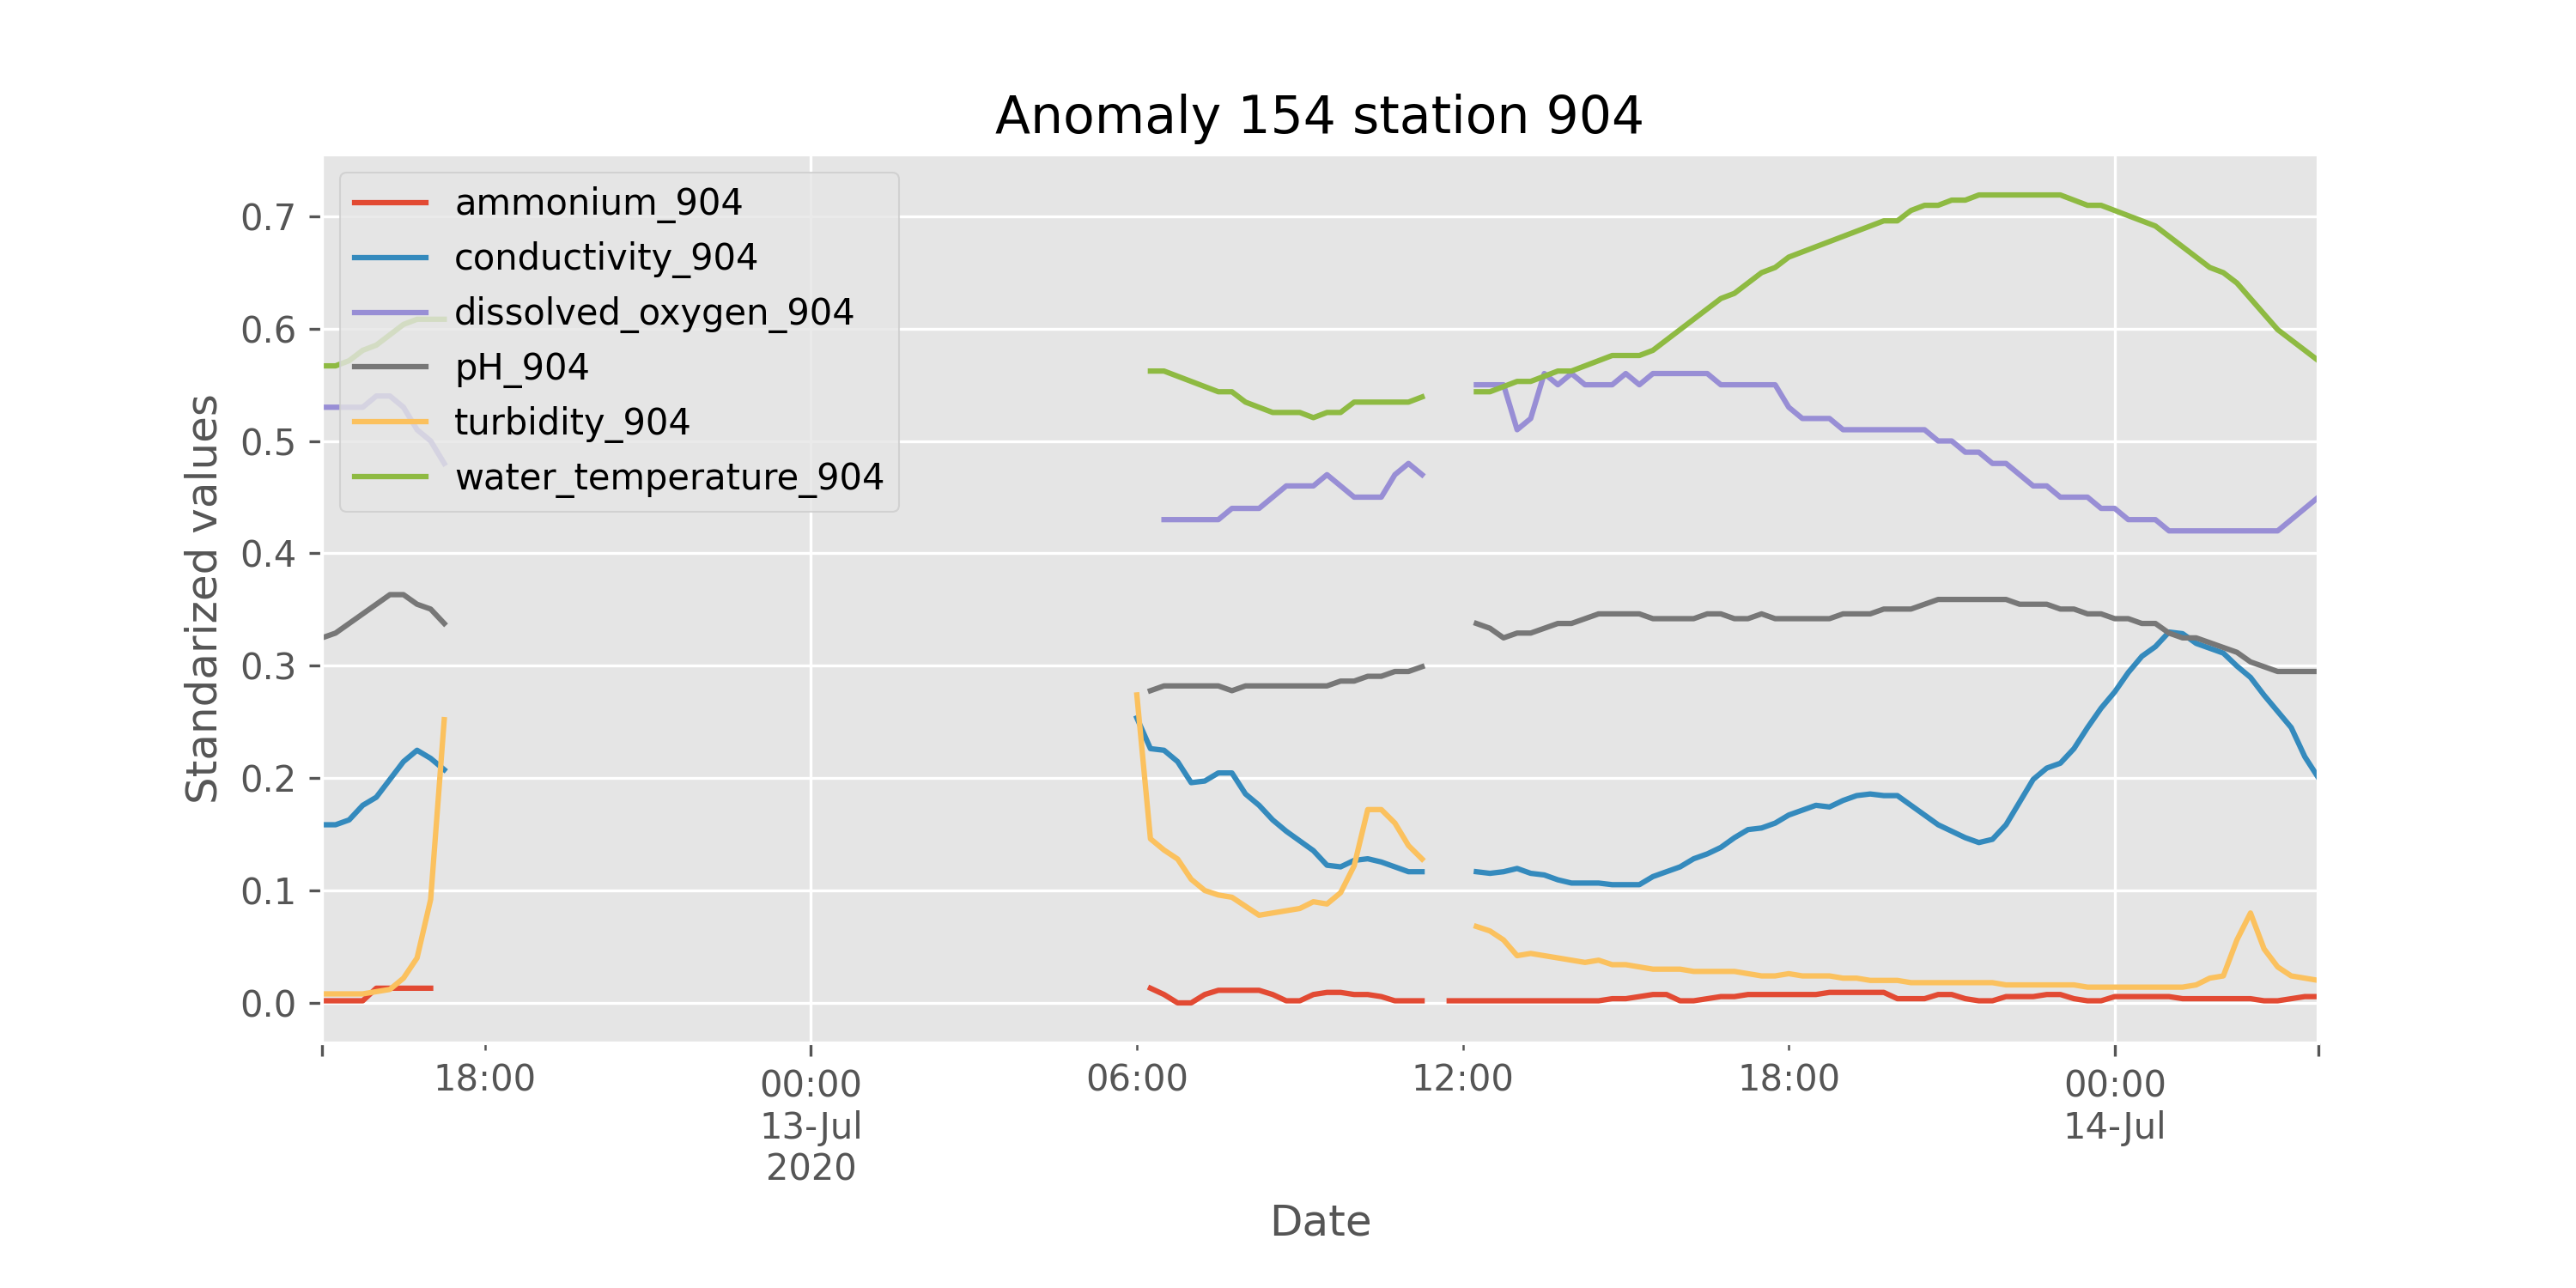 Anomaly 154 station 904
ammonium_904
conductivity_904
dissolved_oxygen_904
pH_904
turbidity_904
water_temperature_904
Standarized values
0.7
0.6
0.5
0.4
0.3
0.2
0.1
0.0
18:00
00:00
13-Jul
2020
06:00
12:00
18:00
00:00
14-Jul
Date